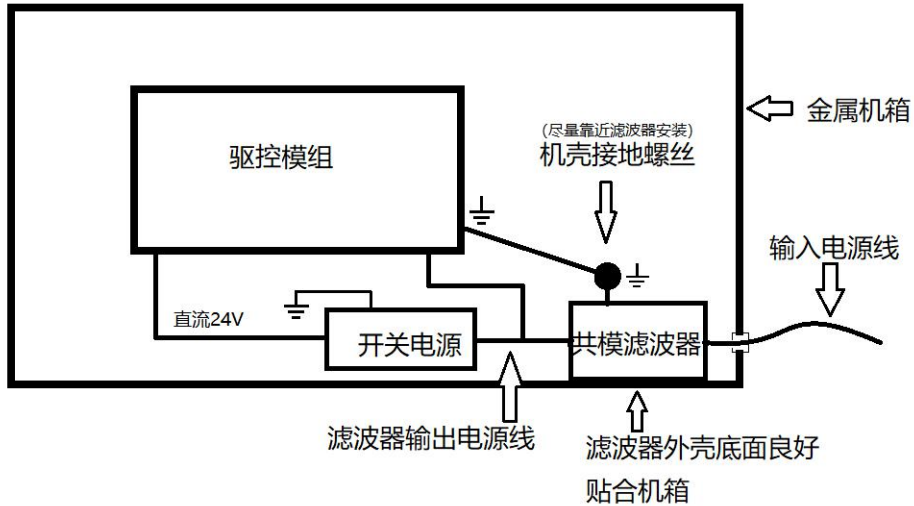 金属机箱
(尽量靠近滤波器安装)
机壳接地螺丝
驱控模组
输入电源线
直流24V
开关电源
共模滤波器
滤波器输出电源线
滤波器外壳底面良好
贴合机箱